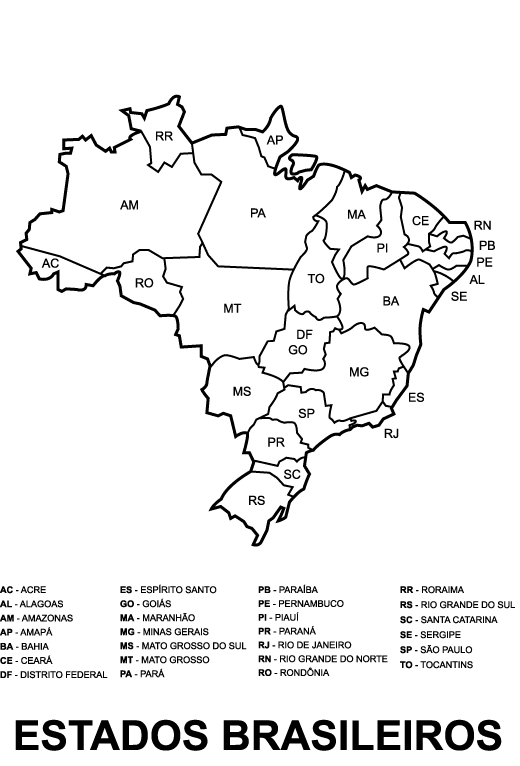 RR
AP
AM
PA
MA
CE
RN
PI
PB
PE
AC
RO
TO
AL
MT
BA
SE
DF
GO
MG
MS
ES
SP
RJ
PR
SC
RS
AC - ACRE
AL - ALAGOAS
AM - AMAZONAS
AP - AMAPÁ
BA - BAHIA
CE - CEARÁ
DF - DISTRITO FEDERAL
ES - ESPÍRITO SANTO
GO - GOIÁS
MA - MARANHÃO
MG - MINAS GERAIS
MS - MATO GROSSO DO SUL
MT - MATO GROSSO
PA - PARÁ
PB - PARAÍBA
PE - PERNAMBUCO
PI - PIAUÍ
PR - PARANÁ
RJ - RIO DE JANEIRO
RN - RIO GRANDE DO NORTE
RO - RONDÔNIA
RR - RORAIMA
RS - RIO GRANDE DO SUL
SC - SANTA CATARINA
SE - SERGIPE
SP - SÃO PAULO
TO - TOCANTINS
ESTADOS BRASILEIROS